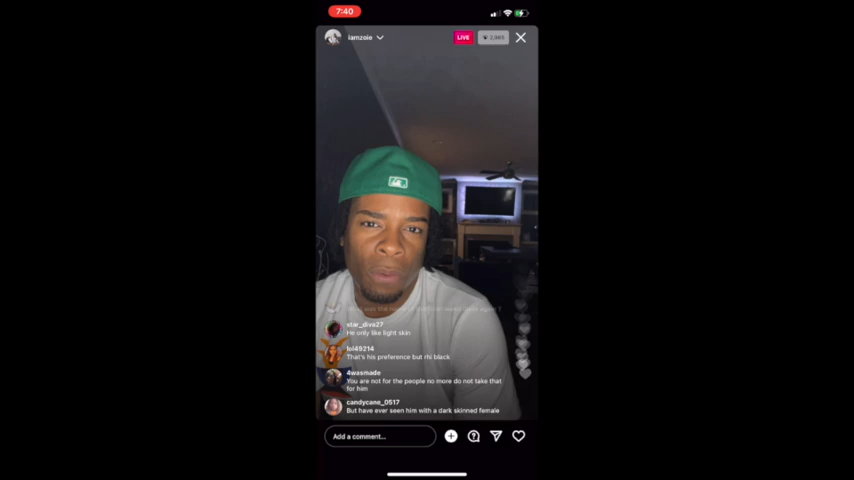 7:40
iamzoie
LIVE
2,985
star_diva27
He only like light skin
lol49214
That's his preference but rhi black
4wasmade
You are not for the people no more do not take that
for him
candycane_0517
But have ever seen him with a dark skinned female
Add a comment...